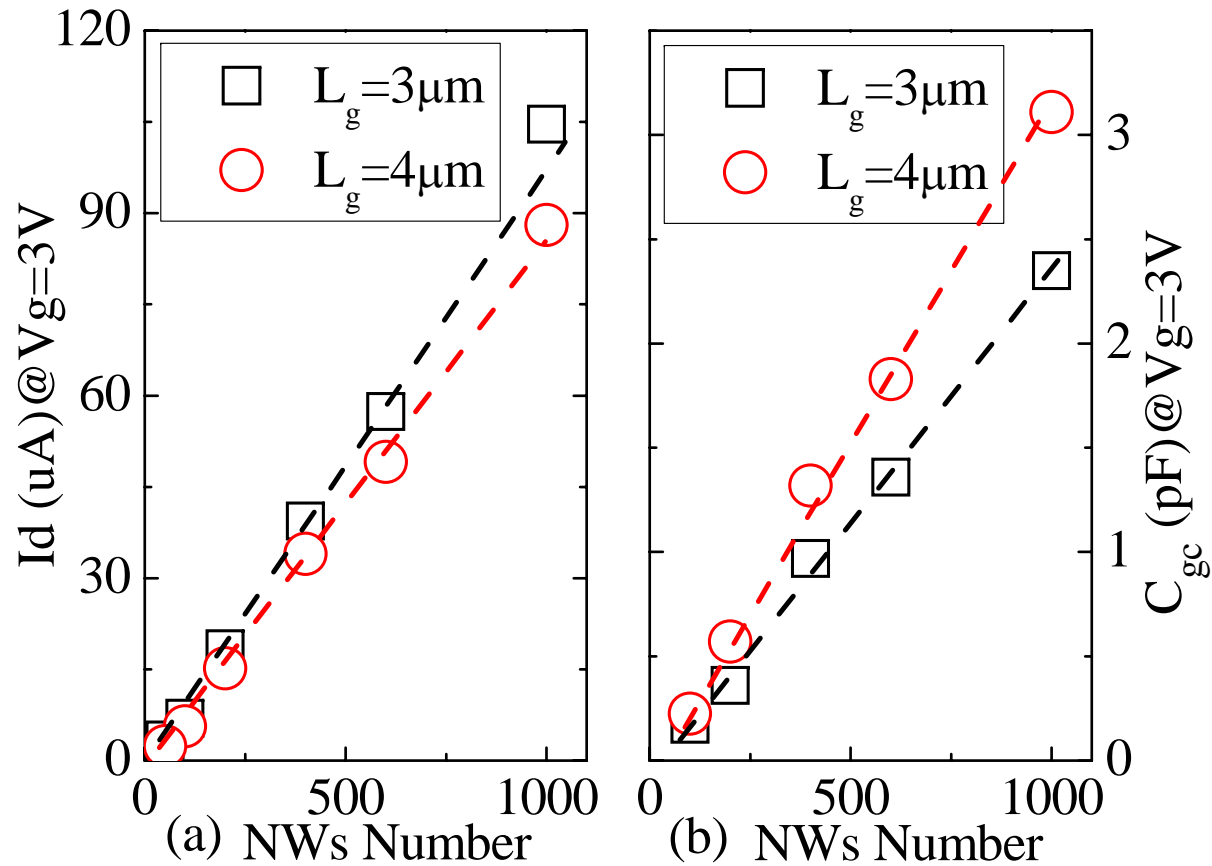 120
90
60
30
0
Id (uA)@Vg=3V
L_g=3μm
L_g=4μm
0
500
1000
(a)
NWs Number
L_g=3μm
L_g=4μm
3
2
1
0
C_gc (pF)@Vg=3V
0
500
1000
(b)
NWs Number